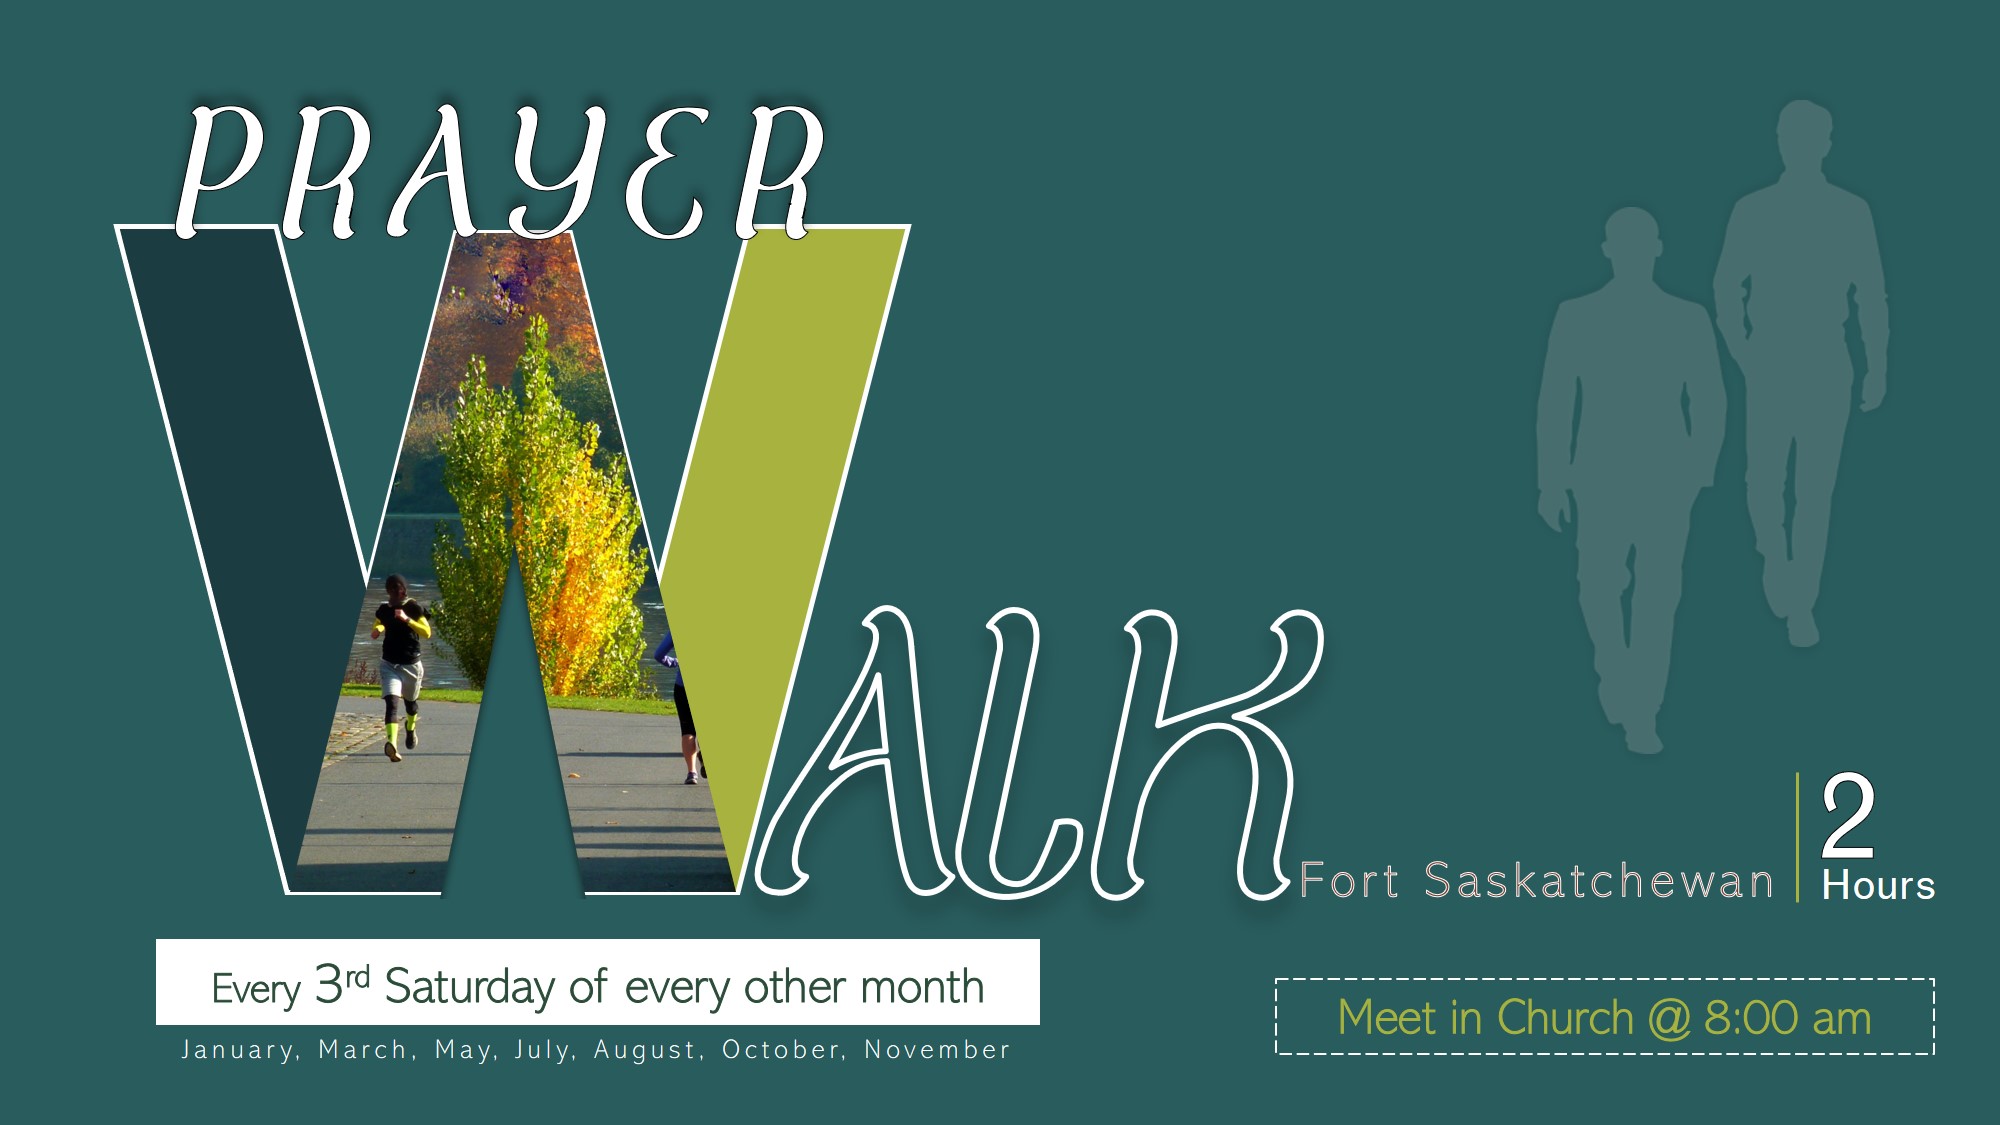 PRAYER
WALK
Fort Saskatchewan
2
Hours
Every 3rd Saturday of every other month
January, March, May, July, August, October, November
Meet in Church @ 8:00 am